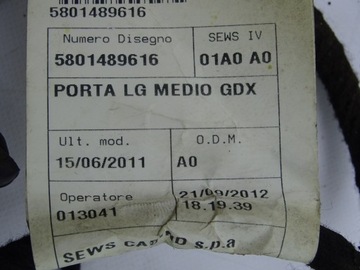 5801489616
Numero Disegno
SEWS IV
5801489616
01A0 A0
PORTA LG MEDIO GDX
Ult. mod.
O.D.M.
15/06/2011
A0
Operatore
21/09/2012
013041
18.19.39
SEWS s.p.a